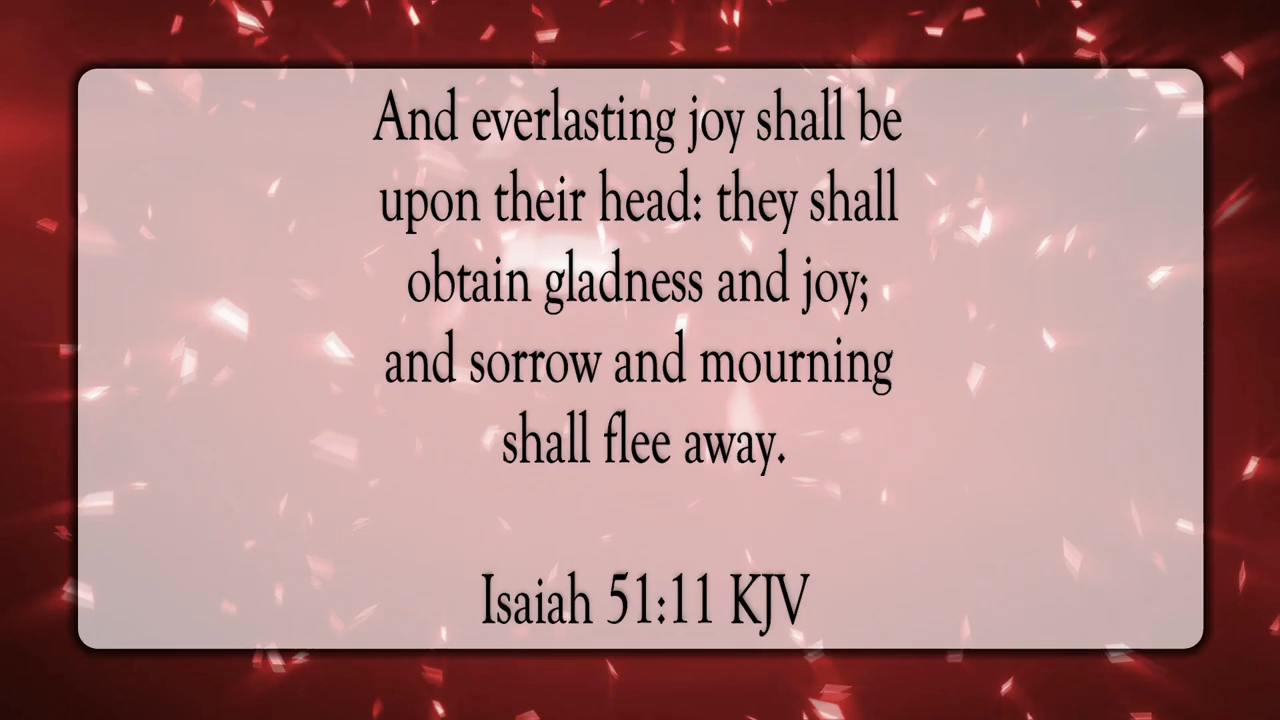 And everlasting joy shall be
upon their head: they shall
obtain gladness and joy;
and sorrow and mourning
shall flee away.
Isaiah 51:11 KJV